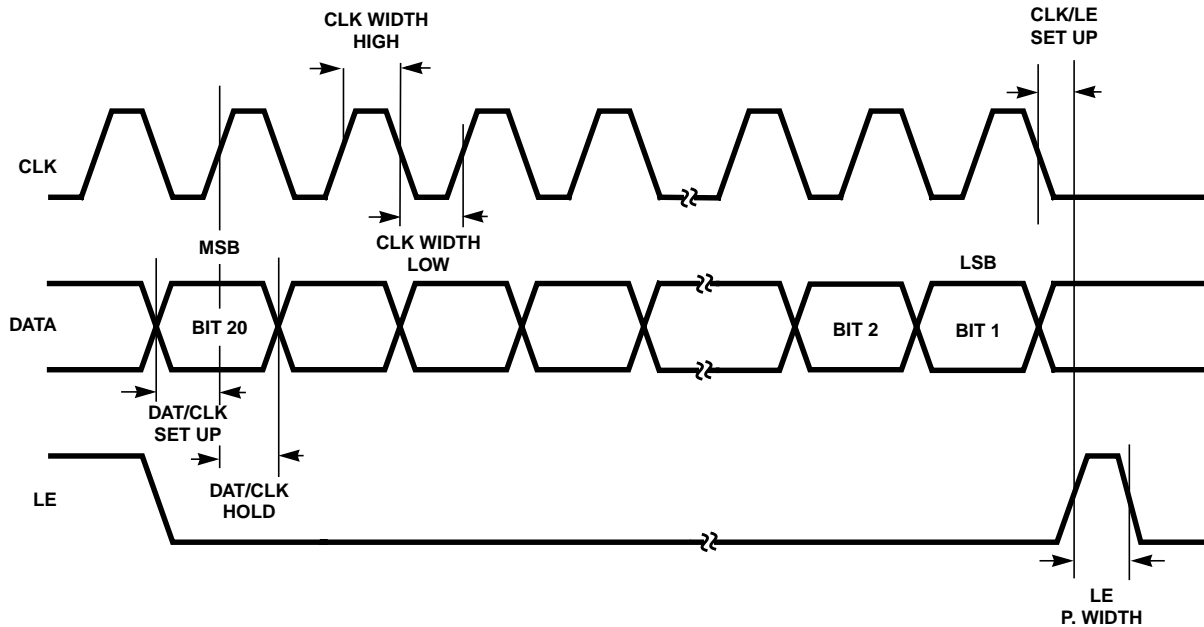 CLK WIDTH
HIGH
CLK/LE
SET UP
CLK
CLK WIDTH
LOW
MSB
LSB
DATA
BIT 20
BIT 2
BIT 1
DAT/CLK
SET UP
DAT/CLK
HOLD
LE
LE
P. WIDTH